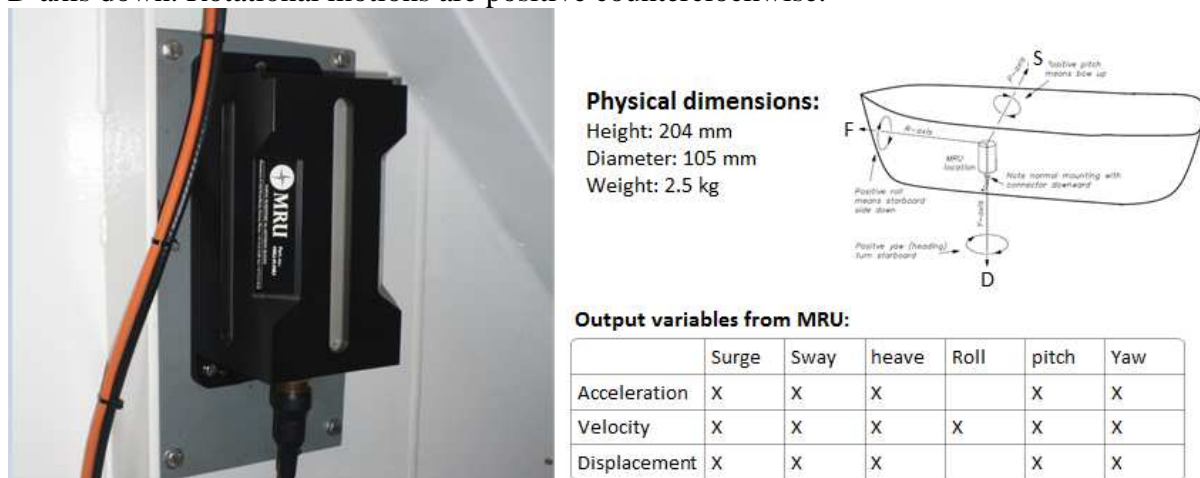 D-axis down. Rotational motions are positive counterclockwise.
MRU
Physical dimensions:
Height: 204 mm
Diameter: 105 mm
Weight: 2.5 kg
S
Positive pitch
means bow up
P-axis
F
R-axis
MRU
location
Note normal mounting with
connector downward
Positive roll
means starboard
side down
Y-axis
Positive yaw (heading)
turn starboard
D
Output variables from MRU:
Surge Sway heave Roll pitch Yaw
Acceleration X X X X X
Velocity X X X X X X
Displacement X X X X X